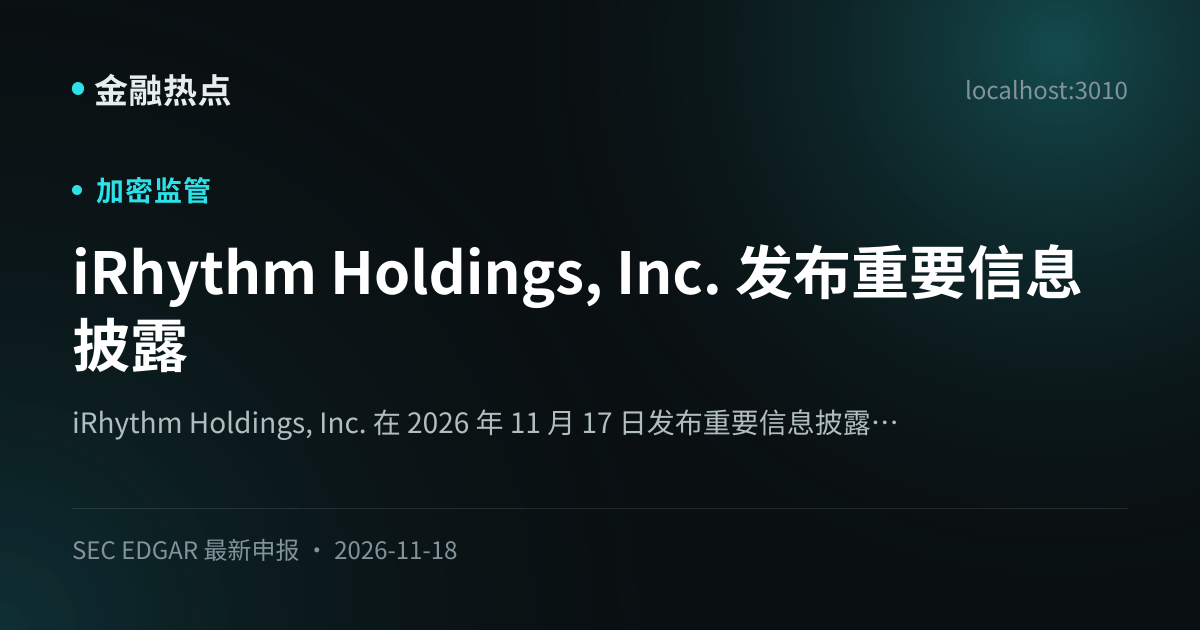 金融热点
localhost:3010
加密监管
iRhythm Holdings, Inc. 发布重要信息
披露
iRhythm Holdings, Inc. 在 2026 年 11 月 17 日发布重要信息披露…
SEC EDGAR 最新申报 · 2026-11-18